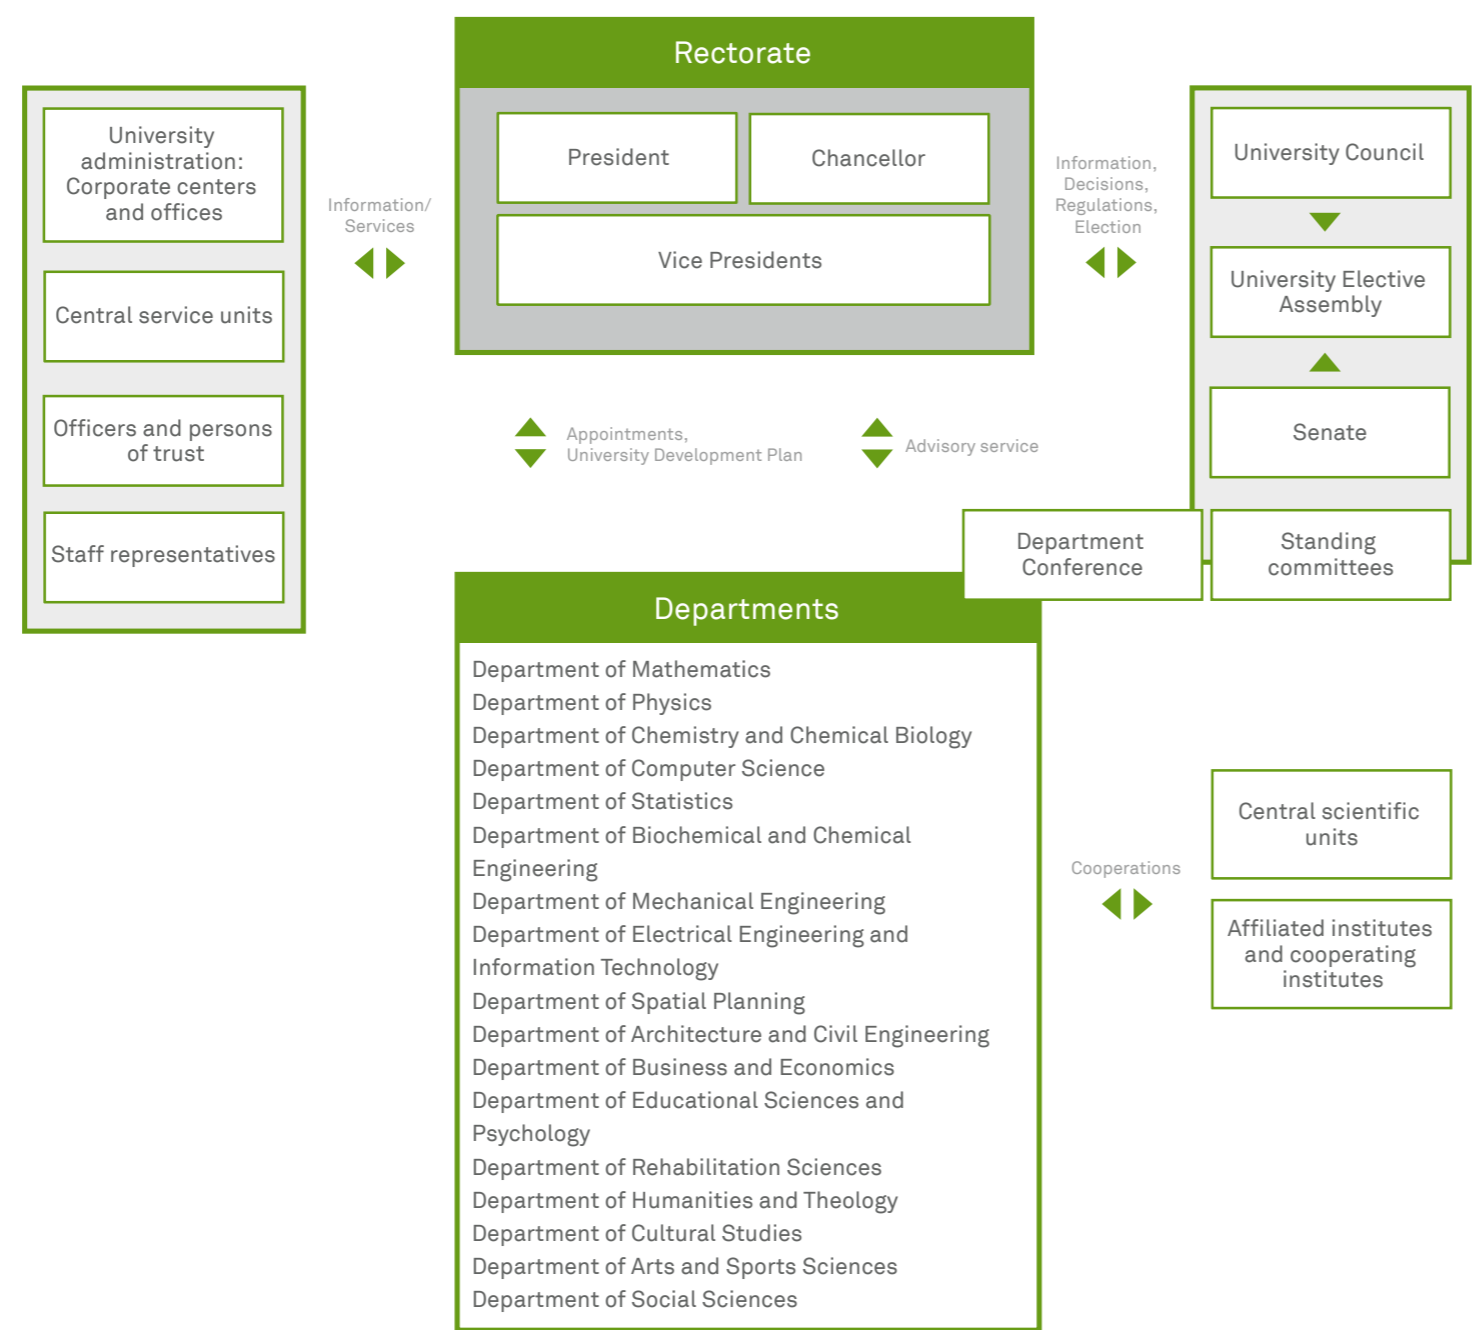 Rectorate
President
Chancellor
Vice Presidents
University
administration:
Corporate centers
and offices
Central service units
Officers and persons
of trust
Staff representatives
Information/
Services
Information,
Decisions,
Regulations,
Election
University Council
University Elective
Assembly
Senate
Standing
committees
Department
Conference
Appointments,
University Development Plan
Advisory service
Departments
Department of Mathematics
Department of Physics
Department of Chemistry and Chemical Biology
Department of Computer Science
Department of Statistics
Department of Biochemical and Chemical
Engineering
Department of Mechanical Engineering
Department of Electrical Engineering and
Information Technology
Department of Spatial Planning
Department of Architecture and Civil Engineering
Department of Business and Economics
Department of Educational Sciences and
Psychology
Department of Rehabilitation Sciences
Department of Humanities and Theology
Department of Cultural Studies
Department of Arts and Sports Sciences
Department of Social Sciences
Cooperations
Central scientific
units
Affiliated institutes
and cooperating
institutes